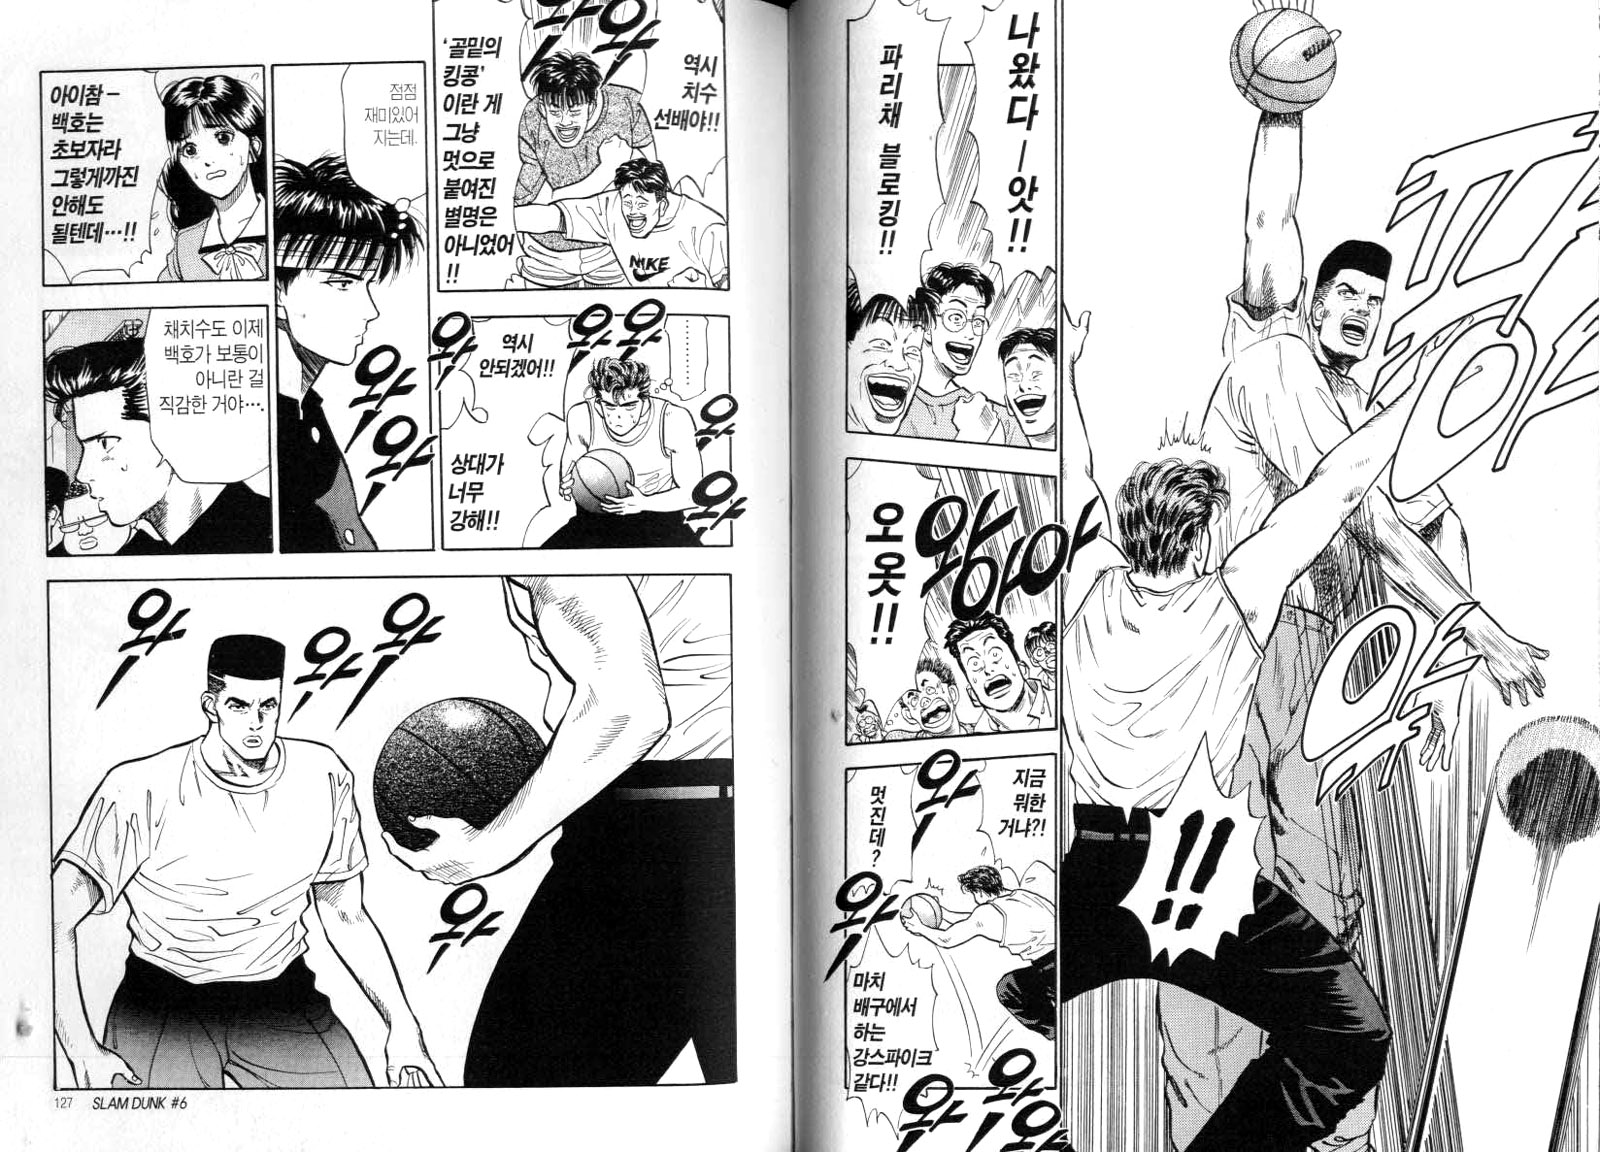 나왔다ー앗!!
파리채 블로킹!!
오옷!!
와아아
!!
지금
뭐한
거냐?!
멋진데?
와
와
마치
배구에서
하는
강스파이크
같다!!
와
와
와
와 와
역시
치수
선배야!!
'골밑의
킹콩'
이란 게
그냥
멋으로
붙여진
별명은
아니었어
!!
NIKE
와 와 와
역시
안되겠어!!
………
와
와
상대가
너무
강해!!
점점
재미있어
지는데.
와
와
아이참 –
백호는
초보자라
그렇게까진
안해도
될텐데…!!
채치수도 이제
백호가 보통이
아니란 걸
직감한 거야….
와
와
와
와
127 SLAM DUNK #6